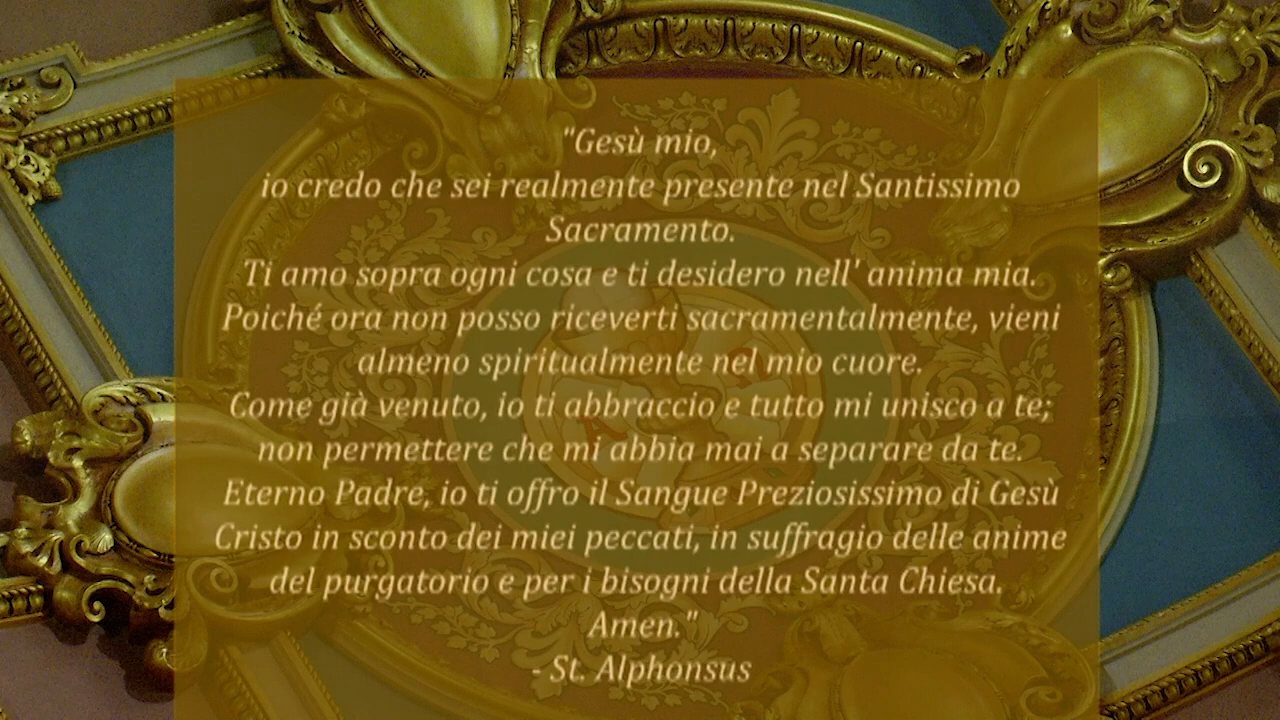 "Gesù mio,
io credo che sei realmente presente nel Santissimo
Sacramento.
Ti amo sopra ogni cosa e ti desidero nell' anima mia.
Poiché ora non posso riceverti sacramentalmente, vieni
almeno spiritualmente nel mio cuore.
Come già venuto, io ti abbraccio e tutto mi unisco a te;
non permettere che mi abbia mai a separare da te.
Eterno Padre, io ti offro il Sangue Preziosissimo di Gesù
Cristo in sconto dei miei peccati, in suffragio delle anime
del purgatorio e per i bisogni della Santa Chiesa.
Amen."
- St. Alphonsus